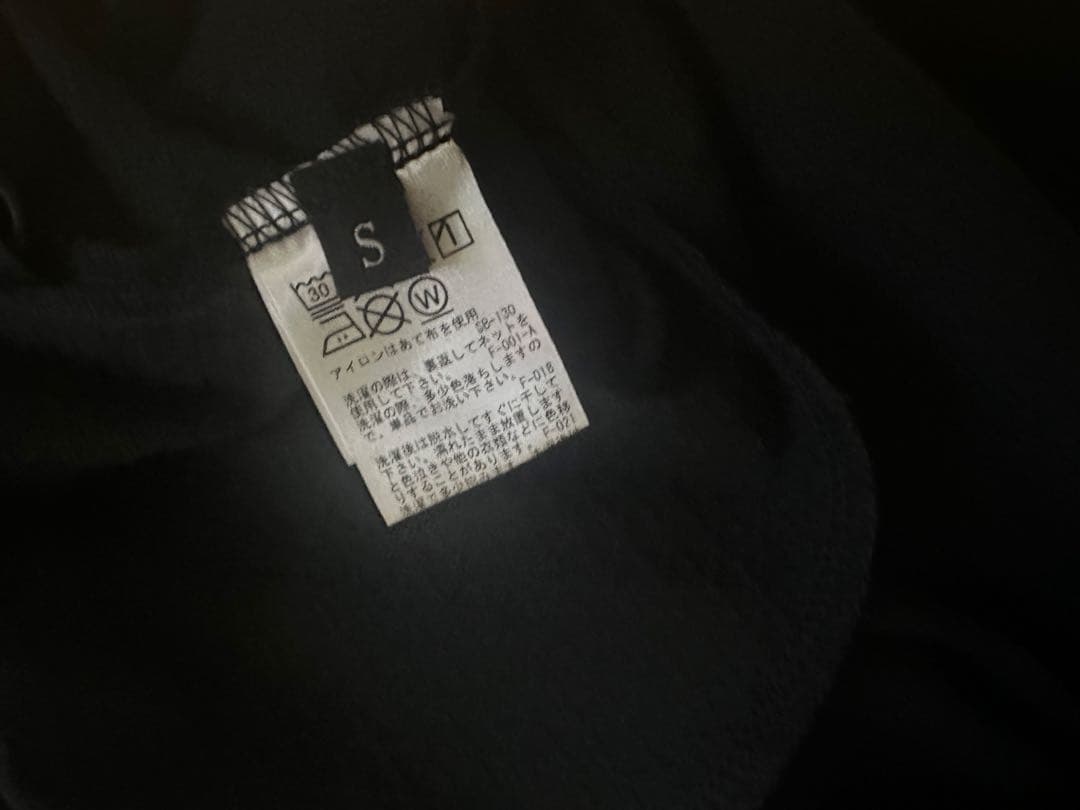 S
30
W
アイロンはあて布を使用
SB-130
洗濯の際は、裏返してネットを
使用して下さい。 F-001-A
洗濯の際、多少色落ちしますの
で、単品でお洗い下さい。 F-018
洗濯後は脱水してすぐに干して
下さい。濡れたまま放置します
と色泣きや他の衣類などに色移
りすることがあります。 F-021